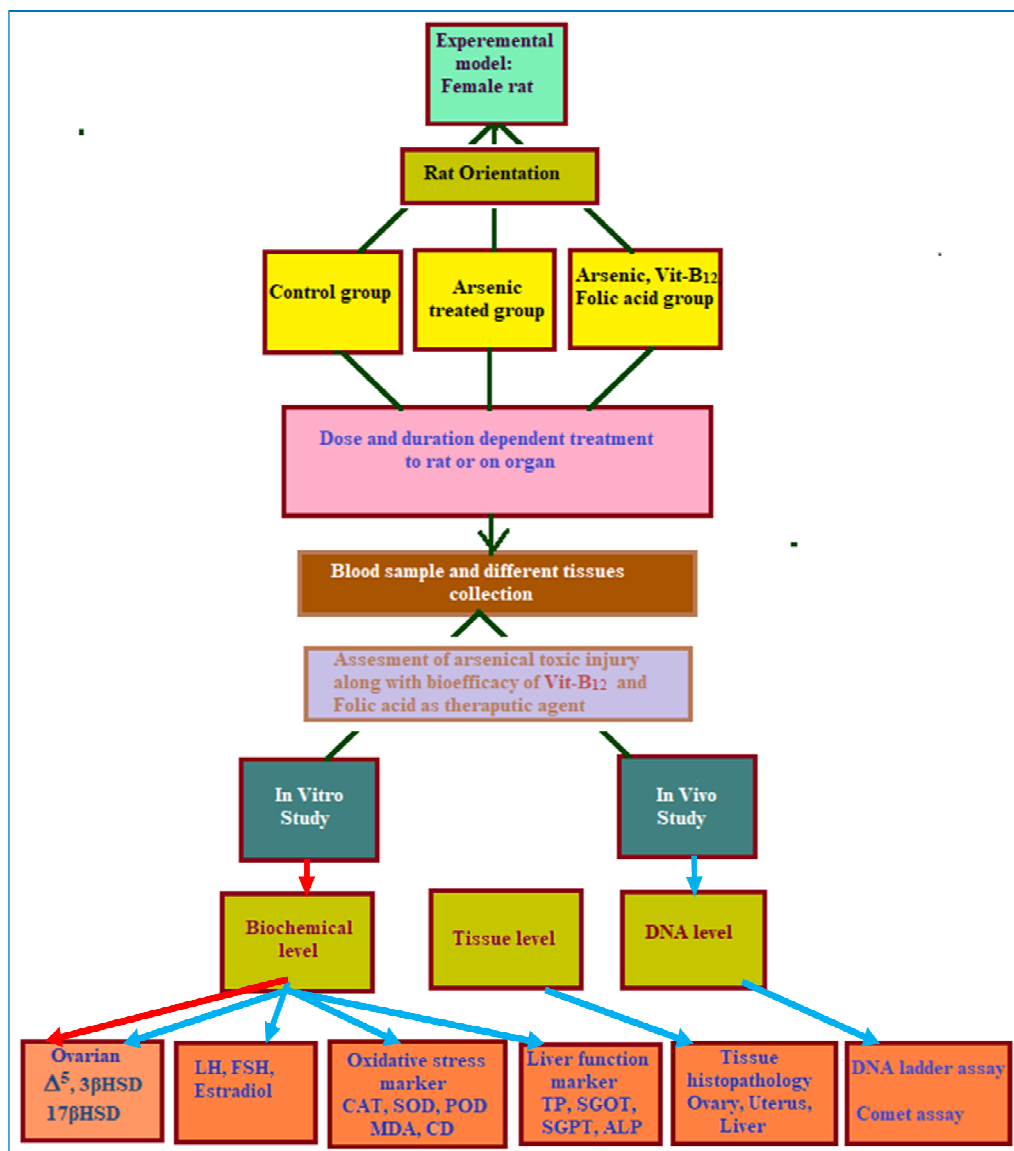 Experemental
model:
Female rat
Rat Orientation
Control group
Arsenic
treated group
Arsenic, Vit-B12,
Folic acid group
Dose and duration dependent treatment
to rat or on organ
Blood sample and different tissues
collection
Assesment of arsenical toxic injury
along with bioefficacy of Vit-B12 and
Folic acid as theraputic agent
In Vitro
Study
In Vivo
Study
Biochemical
level
Tissue level
DNA level
Ovarian
Δ⁵, 3βHSD
17βHSD
LH, FSH,
Estradiol
Oxidative stress
marker
CAT, SOD, POD
MDA, CD
Liver function
marker
TP, SGOT,
SGPT, ALP
Tissue
histopathology
Ovary, Uterus,
Liver
DNA ladder assay
Comet assay